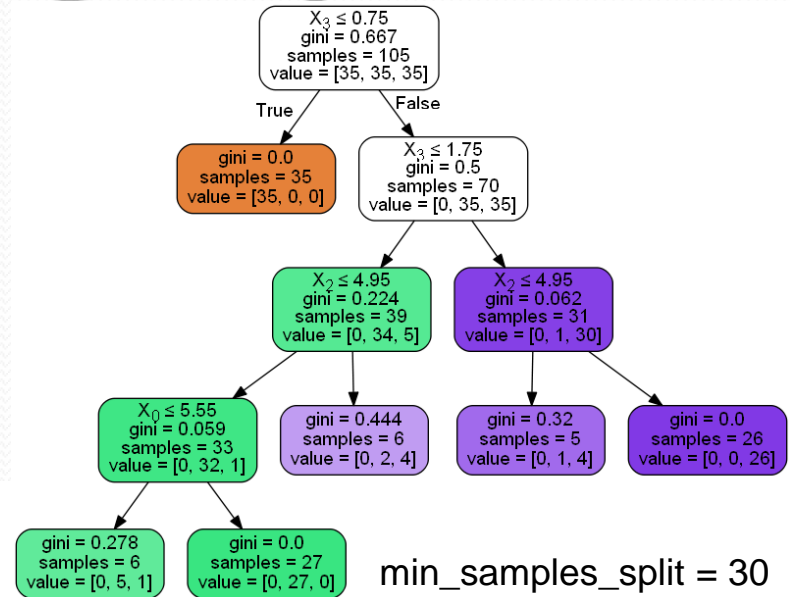 X₃ ≤ 0.75
gini = 0.667
samples = 105
value = [35, 35, 35]
True
False
gini = 0.0
samples = 35
value = [35, 0, 0]
X₃ ≤ 1.75
gini = 0.5
samples = 70
value = [0, 35, 35]
X₂ ≤ 4.95
gini = 0.224
samples = 39
value = [0, 34, 5]
X₂ ≤ 4.95
gini = 0.062
samples = 31
value = [0, 1, 30]
X₀ ≤ 5.55
gini = 0.059
samples = 33
value = [0, 32, 1]
gini = 0.444
samples = 6
value = [0, 2, 4]
gini = 0.32
samples = 5
value = [0, 1, 4]
gini = 0.0
samples = 26
value = [0, 0, 26]
gini = 0.278
samples = 6
value = [0, 5, 1]
gini = 0.0
samples = 27
value = [0, 27, 0]
min_samples_split = 30